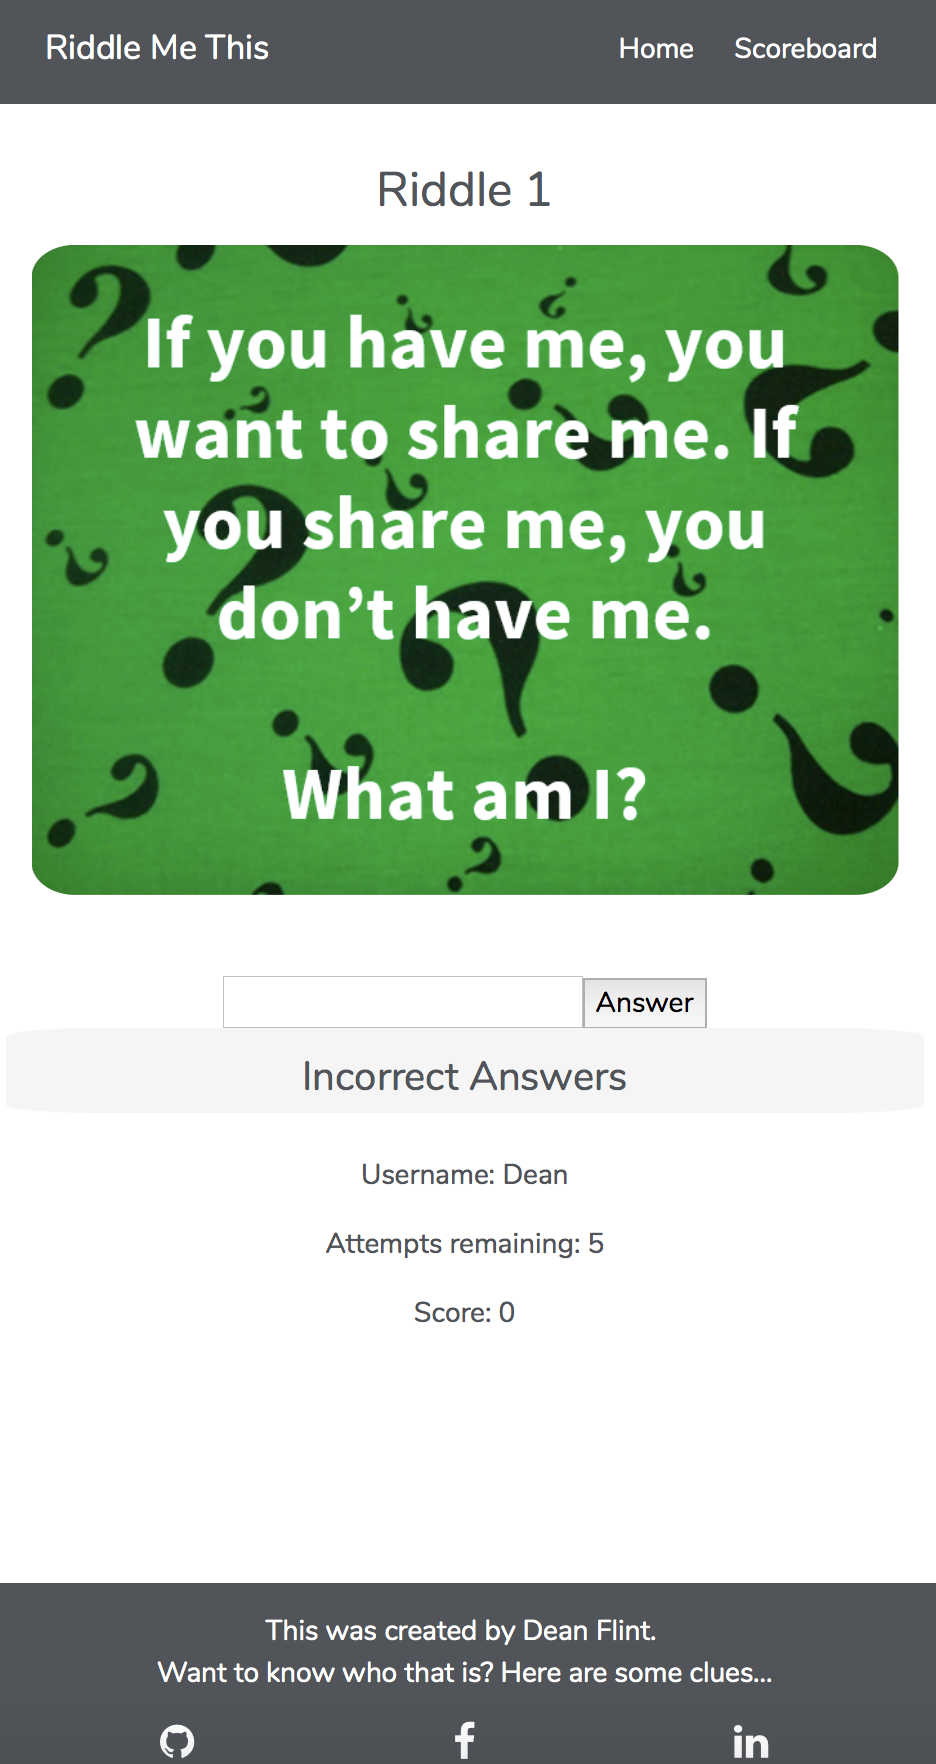 Riddle Me This
Home Scoreboard
Riddle 1
If you have me, you
want to share me. If
you share me, you
don’t have me.
What am I?
Answer
Incorrect Answers
Username: Dean
Attempts remaining: 5
Score: 0
This was created by Dean Flint.
Want to know who that is? Here are some clues...